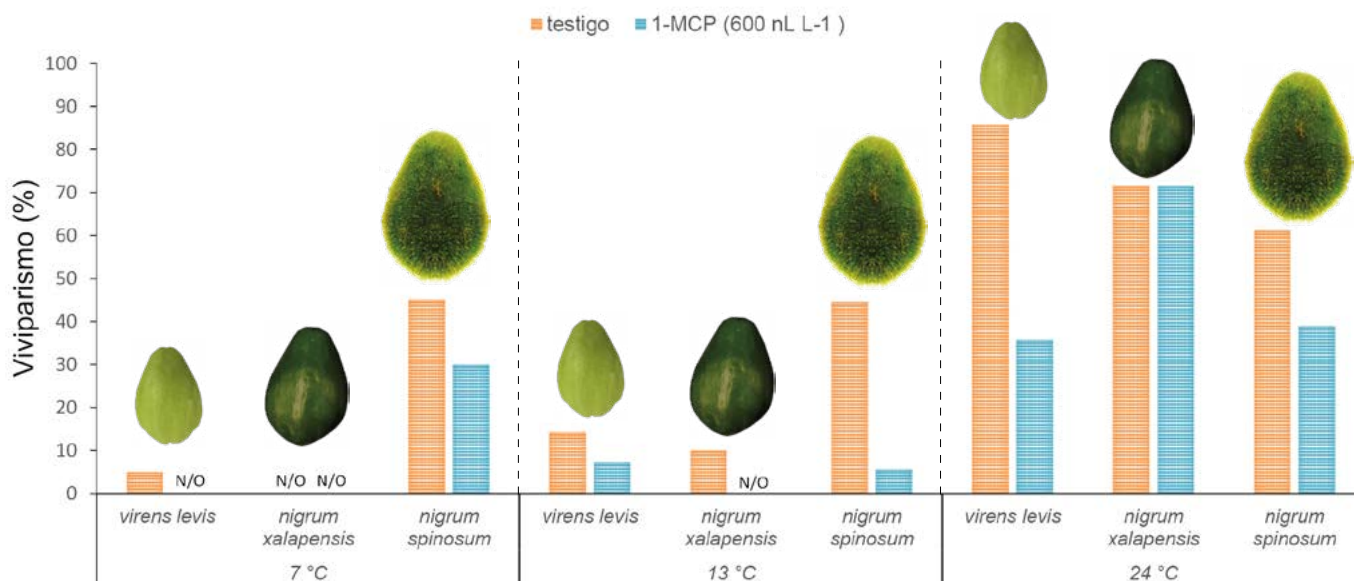 testigo 1-MCP (600 nL L-1 )
Viviparismo (%)
100
90
80
70
60
50
40
30
20
10
0
N/O
N/O N/O
N/O
virens levis
nigrum
xalapensis
nigrum
spinosum
virens levis
nigrum
xalapensis
nigrum
spinosum
virens levis
nigrum
xalapensis
nigrum
spinosum
7 °C
13 °C
24 °C